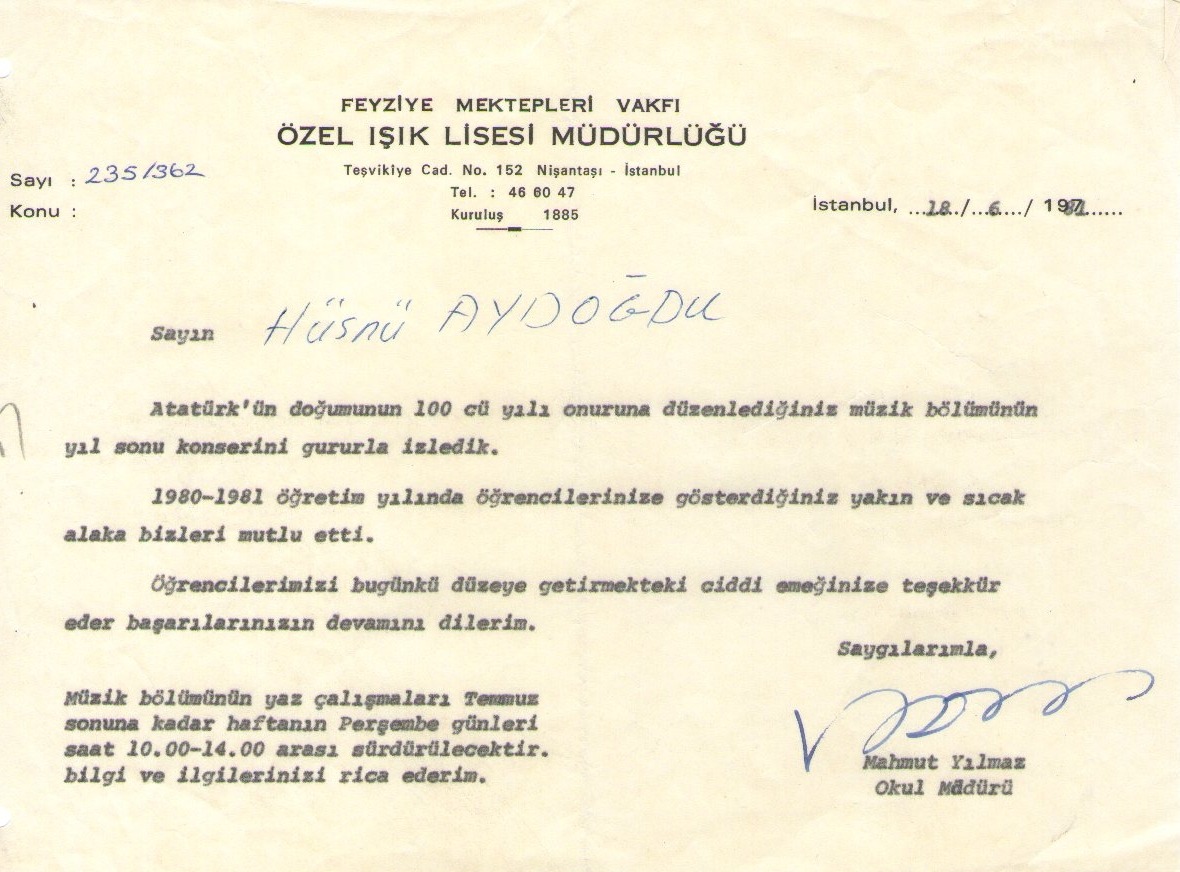 FEYZİYE MEKTEPLERİ VAKFI
ÖZEL IŞIK LİSESİ MÜDÜRLÜĞÜ
Teşvikiye Cad. No. 152 Nişantaşı - İstanbul
Tel. : 46 60 47
Kuruluş 1885
Sayı : 235/362
Konu :
İstanbul, ...18../...6.../ 1981......
Sayın Hüsnü AYDOĞDU
Atatürk'ün doğumunun 100 cü yılı onuruna düzenlediğiniz müzik bölümünün
yıl sonu konserini gururla izledik.
1980-1981 öğretim yılında öğrencilerinize gösterdiğiniz yakın ve sıcak
alaka bizleri mutlu etti.
Öğrencilerimizi bugünkü düzeye getirmekteki ciddi emeğinize teşekkür
eder başarılarınızın devamını dilerim.
Saygılarımla,
Müzik bölümünün yaz çalışmaları Temmuz
sonuna kadar haftanın Perşembe günleri
saat 10.00-14.00 arası sürdürülecektir.
bilgi ve ilgilerinizi rica ederim.
Mahmut Yılmaz
Okul Müdürü